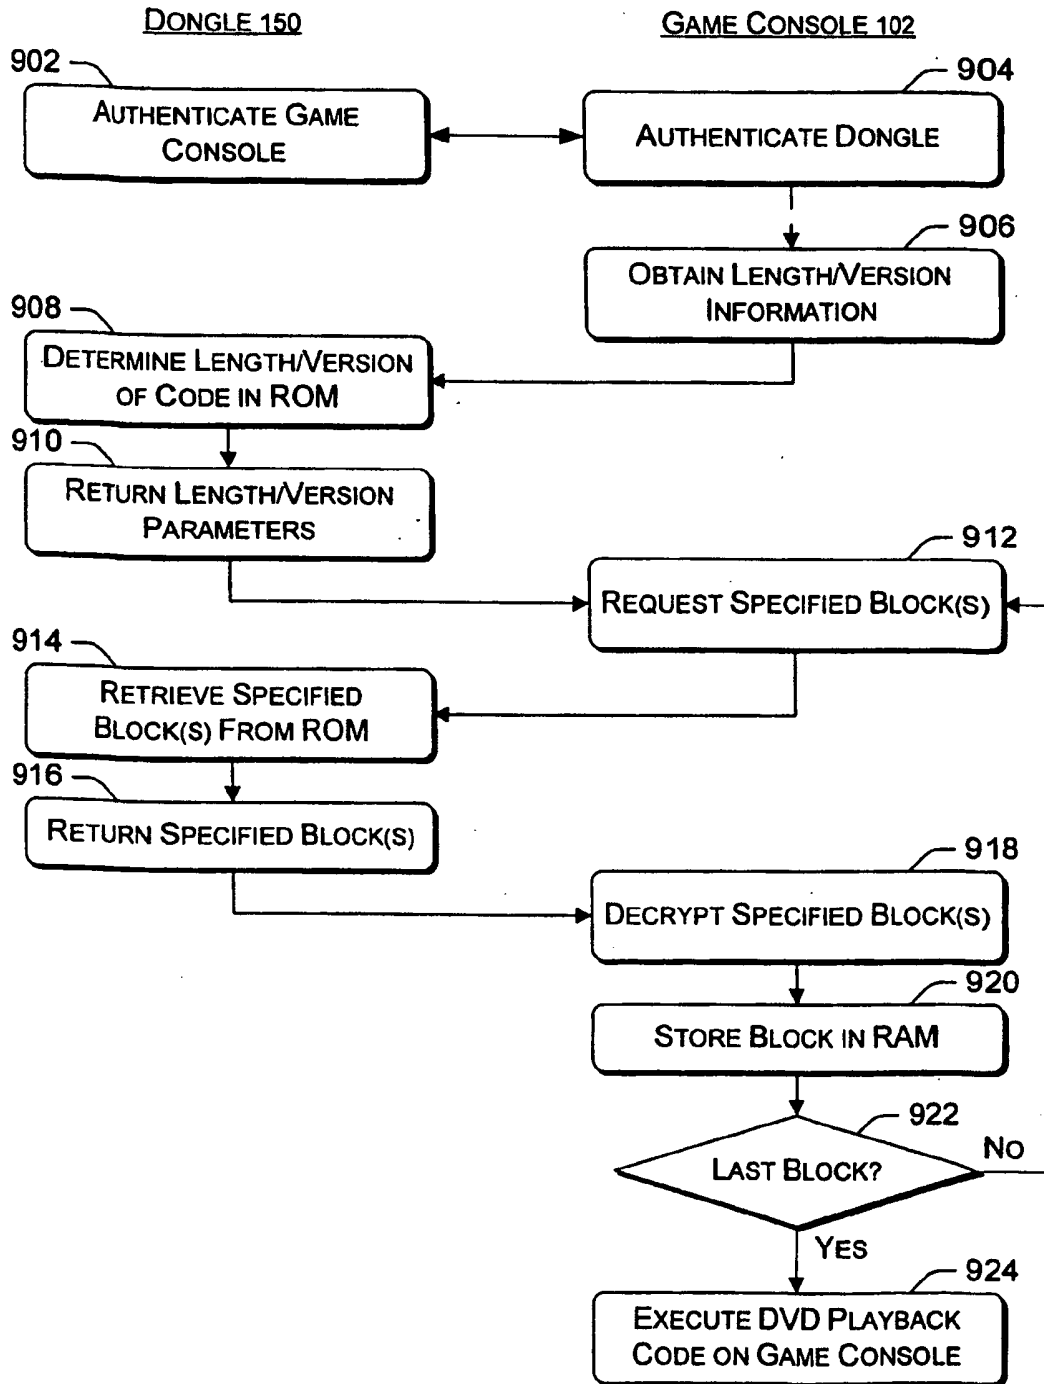 DONGLE 150
GAME CONSOLE 102
902
904
AUTHENTICATE GAME
CONSOLE
AUTHENTICATE DONGLE
906
OBTAIN LENGTH/VERSION
INFORMATION
908
DETERMINE LENGTH/VERSION
OF CODE IN ROM
910
RETURN LENGTH/VERSION
PARAMETERS
912
REQUEST SPECIFIED BLOCK(S)
914
RETRIEVE SPECIFIED
BLOCK(S) FROM ROM
916
RETURN SPECIFIED BLOCK(S)
918
DECRYPT SPECIFIED BLOCK(S)
920
STORE BLOCK IN RAM
922
LAST BLOCK?
NO
YES
924
EXECUTE DVD PLAYBACK
CODE ON GAME CONSOLE